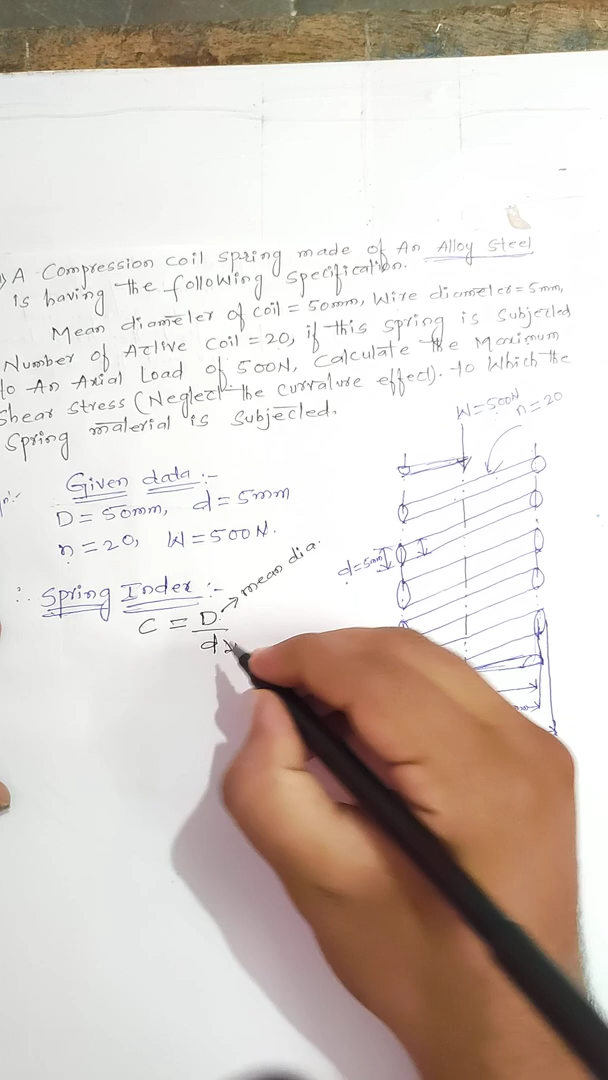 A Compression coil spring made of An Alloy Steel
is having the following specification.
Mean diameter of coil = 50mm, Wire diameter = 5mm,
Number of Active coil = 20, if this spring is Subjected
to An Axial Load of 500N, Calculate the Maximum
Shear Stress (Neglect the curvature effect). to Which the
Spring material is Subjected.
W=500N
n=20
Given data :-
D = 50mm, d = 5mm
n = 20, W = 500N.
d=5mm
∴ Spring Index :-
mean dia.
C = D/d